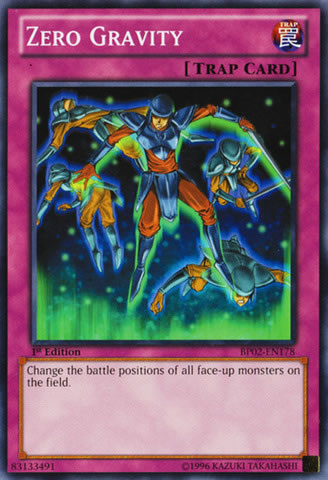 Zero Gravity
TRAP
罠
[Trap Card]
1st Edition
BP02-EN178
Change the battle positions of all face-up monsters on
the field.
83133491
©1996 KAZUKI TAKAHASHI